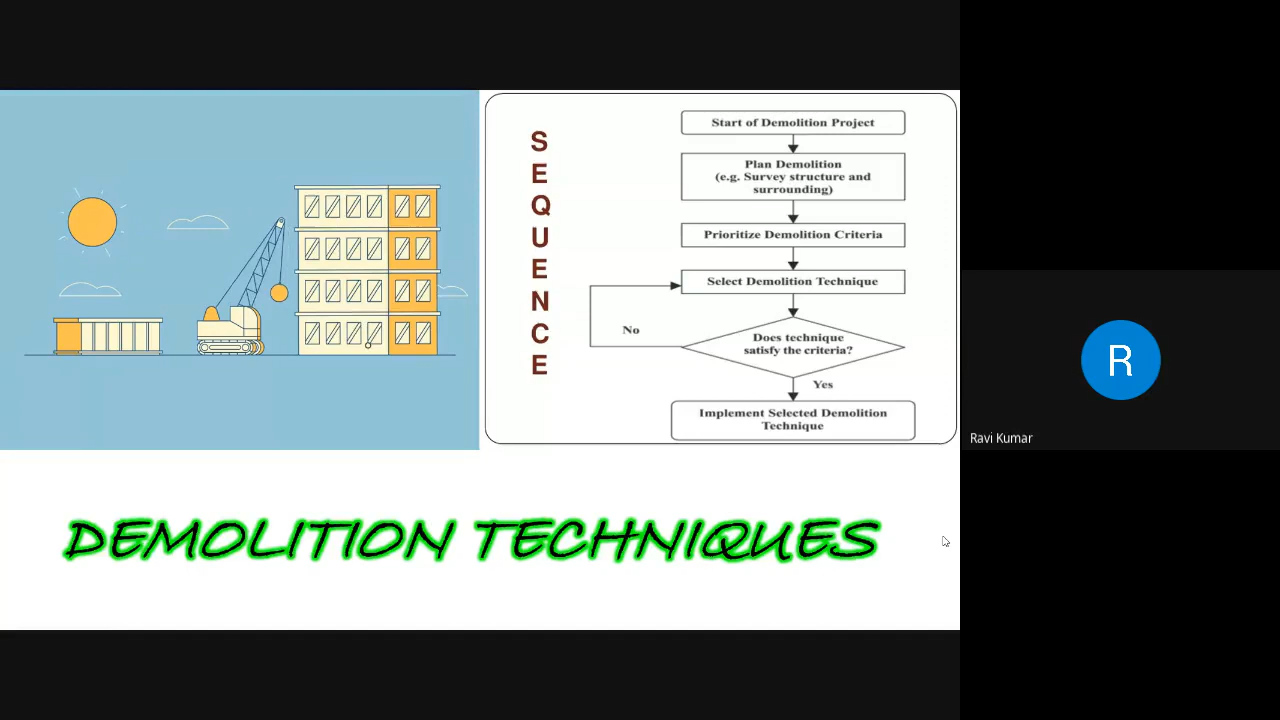 S
E
Q
U
E
N
C
E
Start of Demolition Project
Plan Demolition
(e.g. Survey structure and
surrounding)
Prioritize Demolition Criteria
Select Demolition Technique
No
Does technique
satisfy the criteria?
Yes
Implement Selected Demolition
Technique
DEMOLITION TECHNIQUES
R
Ravi Kumar